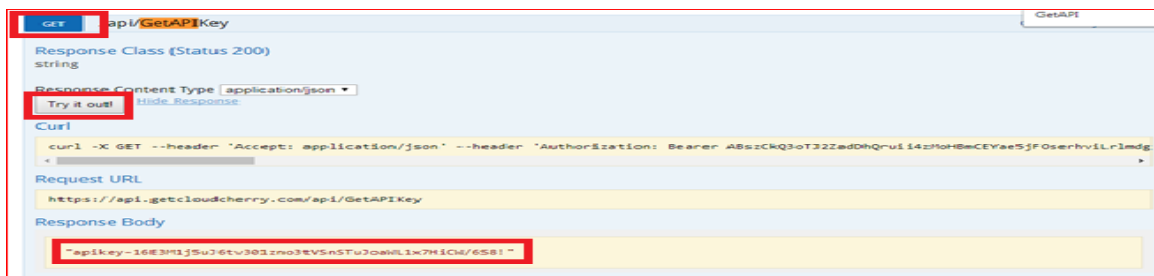 GET api/GetAPIKey GetAPI
Response Class (Status 200)
string
Response Content Type application/json
Try it out! Hide Response
Curl
curl -X GET --header 'Accept: application/json' --header 'Authorization: Bearer
Request URL
https://api.getcloudcherry.com/api/GetAPIKey
Response Body